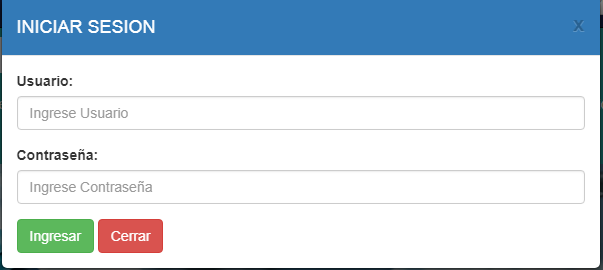 INICIAR SESION x
Usuario:
Ingrese Usuario
Contraseña:
Ingrese Contraseña
Ingresar Cerrar